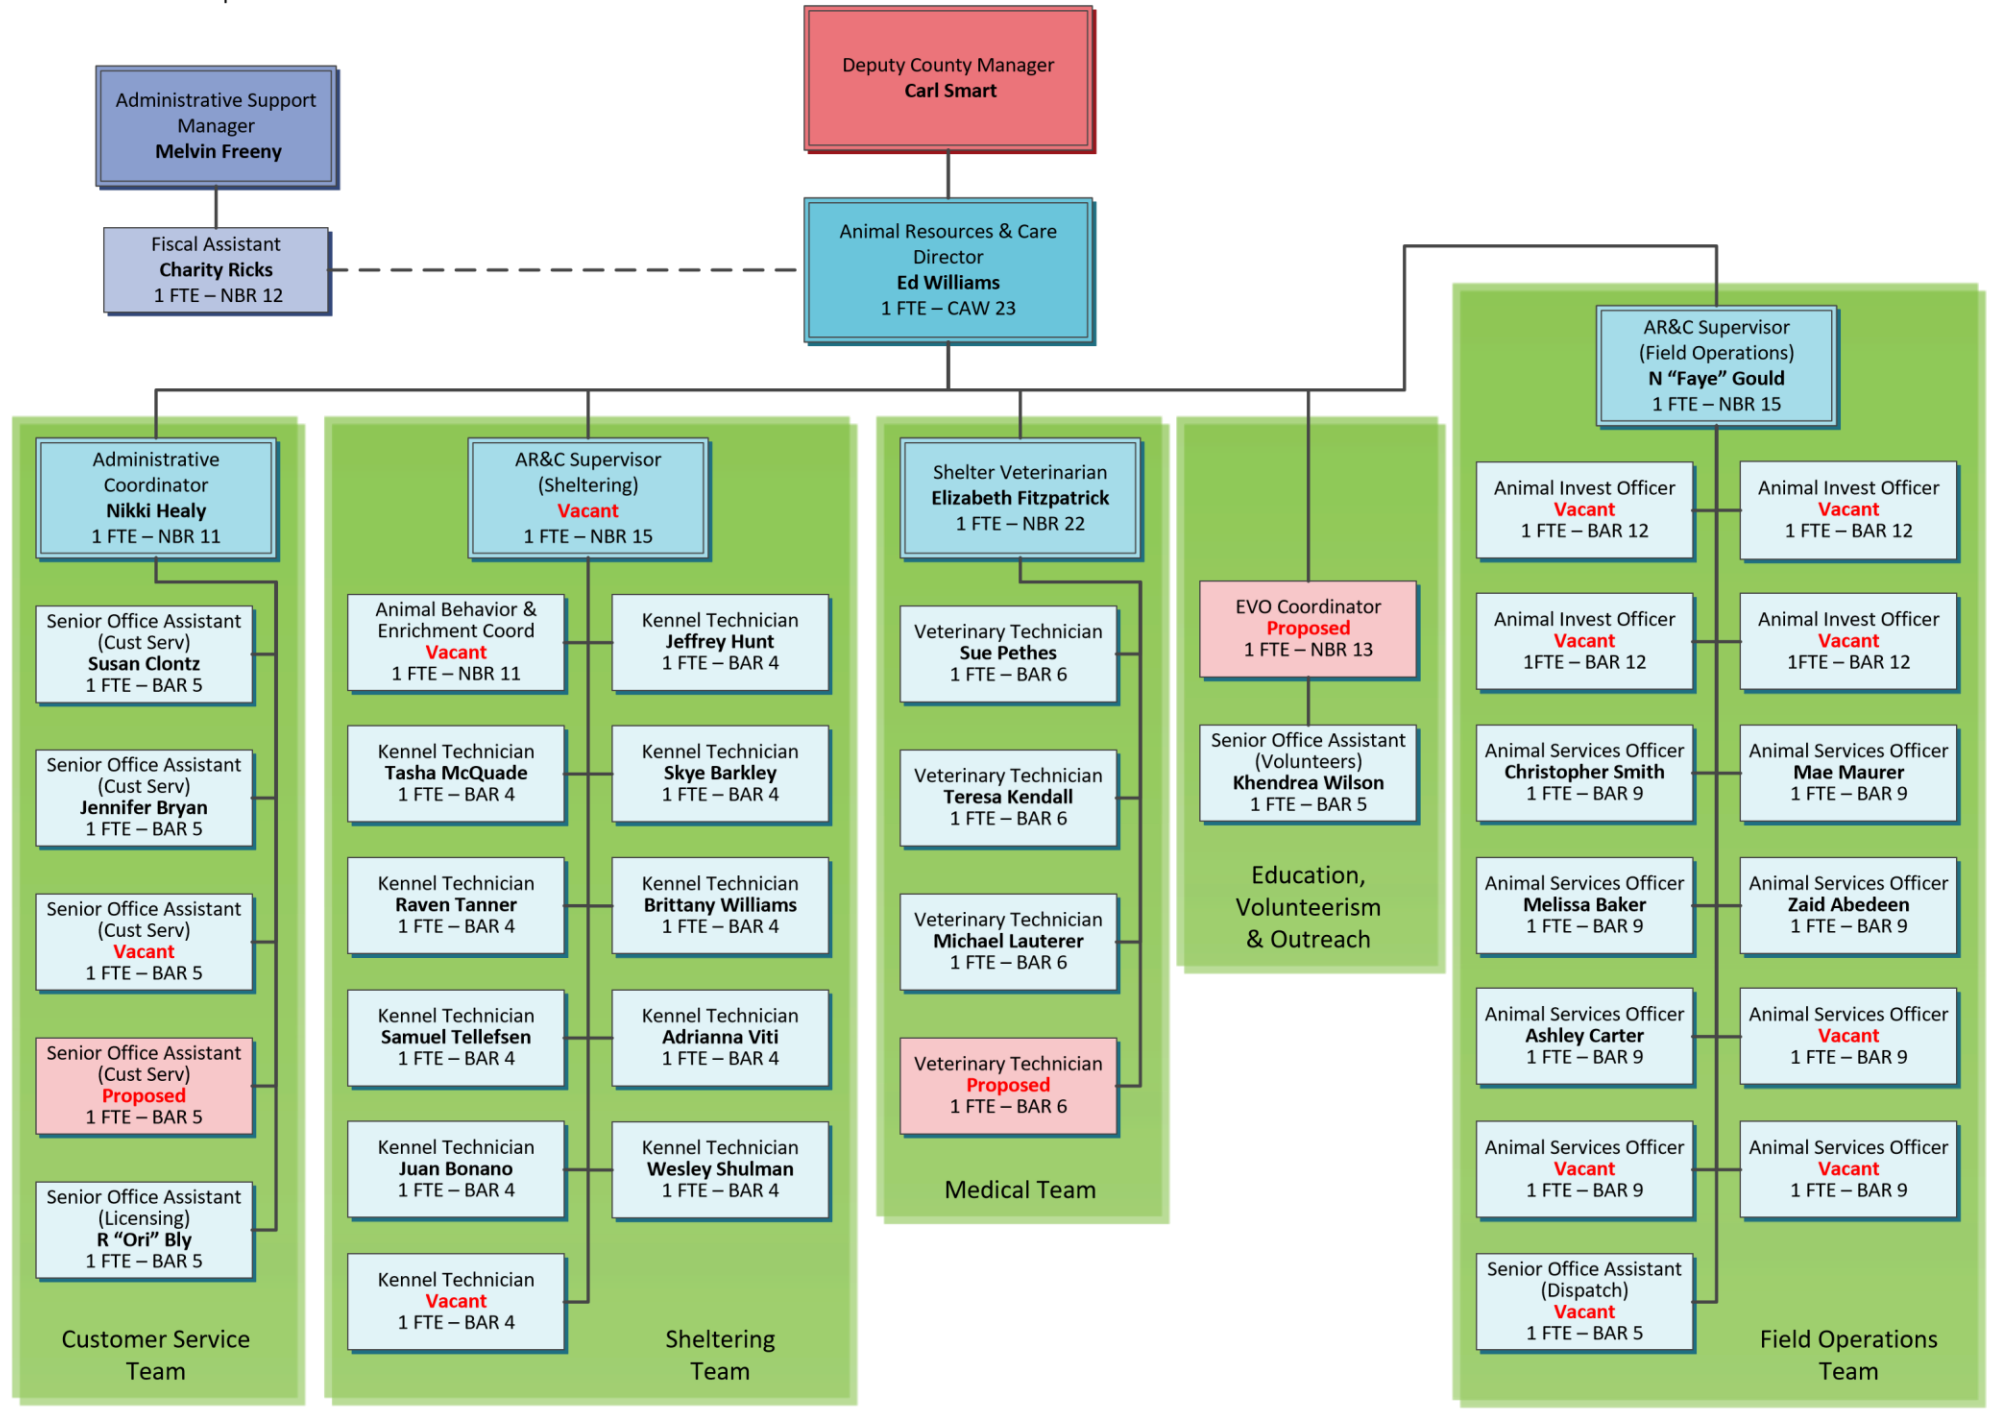 Deputy County Manager
Carl Smart
Administrative Support
Manager
Melvin Freeny
Fiscal Assistant
Charity Ricks
1 FTE – NBR 12
Animal Resources & Care
Director
Ed Williams
1 FTE – CAW 23
Administrative
Coordinator
Nikki Healy
1 FTE – NBR 11
Senior Office Assistant
(Cust Serv)
Susan Clontz
1 FTE – BAR 5
Senior Office Assistant
(Cust Serv)
Jennifer Bryan
1 FTE – BAR 5
Senior Office Assistant
(Cust Serv)
Vacant
1 FTE – BAR 5
Senior Office Assistant
(Cust Serv)
Proposed
1 FTE – BAR 5
Senior Office Assistant
(Licensing)
R “Ori” Bly
1 FTE – BAR 5
Customer Service
Team
AR&C Supervisor
(Sheltering)
Vacant
1 FTE – NBR 15
Animal Behavior &
Enrichment Coord
Vacant
1 FTE – NBR 11
Kennel Technician
Jeffrey Hunt
1 FTE – BAR 4
Kennel Technician
Tasha McQuade
1 FTE – BAR 4
Kennel Technician
Skye Barkley
1 FTE – BAR 4
Kennel Technician
Raven Tanner
1 FTE – BAR 4
Kennel Technician
Brittany Williams
1 FTE – BAR 4
Kennel Technician
Samuel Tellefsen
1 FTE – BAR 4
Kennel Technician
Adrianna Viti
1 FTE – BAR 4
Kennel Technician
Juan Bonano
1 FTE – BAR 4
Kennel Technician
Wesley Shulman
1 FTE – BAR 4
Kennel Technician
Vacant
1 FTE – BAR 4
Sheltering
Team
Shelter Veterinarian
Elizabeth Fitzpatrick
1 FTE – NBR 22
Veterinary Technician
Sue Pethes
1 FTE – BAR 6
Veterinary Technician
Teresa Kendall
1 FTE – BAR 6
Veterinary Technician
Michael Lauterer
1 FTE – BAR 6
Veterinary Technician
Proposed
1 FTE – BAR 6
Medical Team
EVO Coordinator
Proposed
1 FTE – NBR 13
Senior Office Assistant
(Volunteers)
Khendrea Wilson
1 FTE – BAR 5
Education,
Volunteerism
& Outreach
AR&C Supervisor
(Field Operations)
N “Faye” Gould
1 FTE – NBR 15
Animal Invest Officer
Vacant
1 FTE – BAR 12
Animal Invest Officer
Vacant
1 FTE – BAR 12
Animal Invest Officer
Vacant
1FTE – BAR 12
Animal Invest Officer
Vacant
1FTE – BAR 12
Animal Services Officer
Christopher Smith
1 FTE – BAR 9
Animal Services Officer
Mae Maurer
1 FTE – BAR 9
Animal Services Officer
Melissa Baker
1 FTE – BAR 9
Animal Services Officer
Zaid Abedeen
1 FTE – BAR 9
Animal Services Officer
Ashley Carter
1 FTE – BAR 9
Animal Services Officer
Vacant
1 FTE – BAR 9
Animal Services Officer
Vacant
1 FTE – BAR 9
Animal Services Officer
Vacant
1 FTE – BAR 9
Senior Office Assistant
(Dispatch)
Vacant
1 FTE – BAR 5
Field Operations
Team